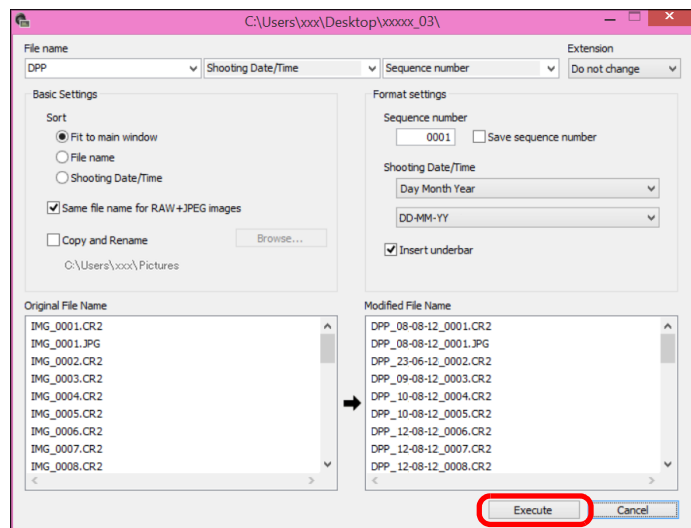 C:\Users\xxx\Desktop\xxxxx_03\
File name
Extension
DPP
Shooting Date/Time
Sequence number
Do not change
Basic Settings
Sort
Fit to main window
File name
Shooting Date/Time
Same file name for RAW+JPEG images
Copy and Rename
Browse...
C:\Users\xxx\Pictures
Format settings
Sequence number
0001
Save sequence number
Shooting Date/Time
Day Month Year
DD-MM-YY
Insert underbar
Original File Name
IMG_0001.CR2
IMG_0001.JPG
IMG_0002.CR2
IMG_0003.CR2
IMG_0004.CR2
IMG_0005.CR2
IMG_0006.CR2
IMG_0007.CR2
IMG_0008.CR2
Modified File Name
DPP_08-08-12_0001.CR2
DPP_08-08-12_0001.JPG
DPP_23-06-12_0002.CR2
DPP_09-08-12_0003.CR2
DPP_10-08-12_0004.CR2
DPP_10-08-12_0005.CR2
DPP_12-08-12_0006.CR2
DPP_12-08-12_0007.CR2
DPP_12-08-12_0008.CR2
Execute
Cancel